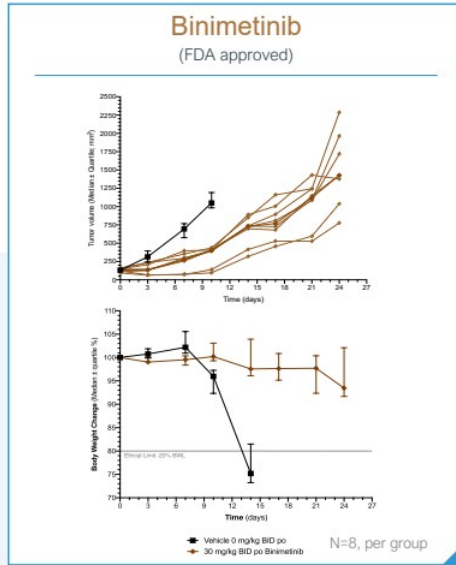 Binimetinib
(FDA approved)
Tumor volume (Median ± Quartile; mm³)
2500
2250
2000
1750
1500
1250
1000
750
500
250
0
0 3 6 9 12 15 18 21 24 27
Time (days)
Body Weight Change (Median ± quartile %)
110
105
100
95
90
85
80
75
70
Ethical Limit -20% BWL
0 3 6 9 12 15 18 21 24 27
Time (days)
Vehicle 0 mg/kg BID po
30 mg/kg BID po Binimetinib
N=8, per group